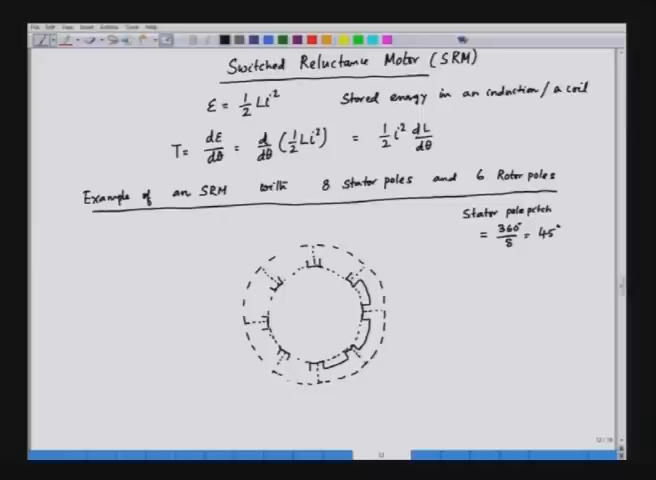 Switched Reluctance Motor (SRM)
ε = 1/2 Li² Stored energy in an induction / a coil
T = dε/dθ = d/dθ (1/2 Li²) = 1/2 i² dL/dθ
Example of an SRM with 8 Stator poles and 6 Rotor poles
Stator pole pitch
= 360°/8 = 45°